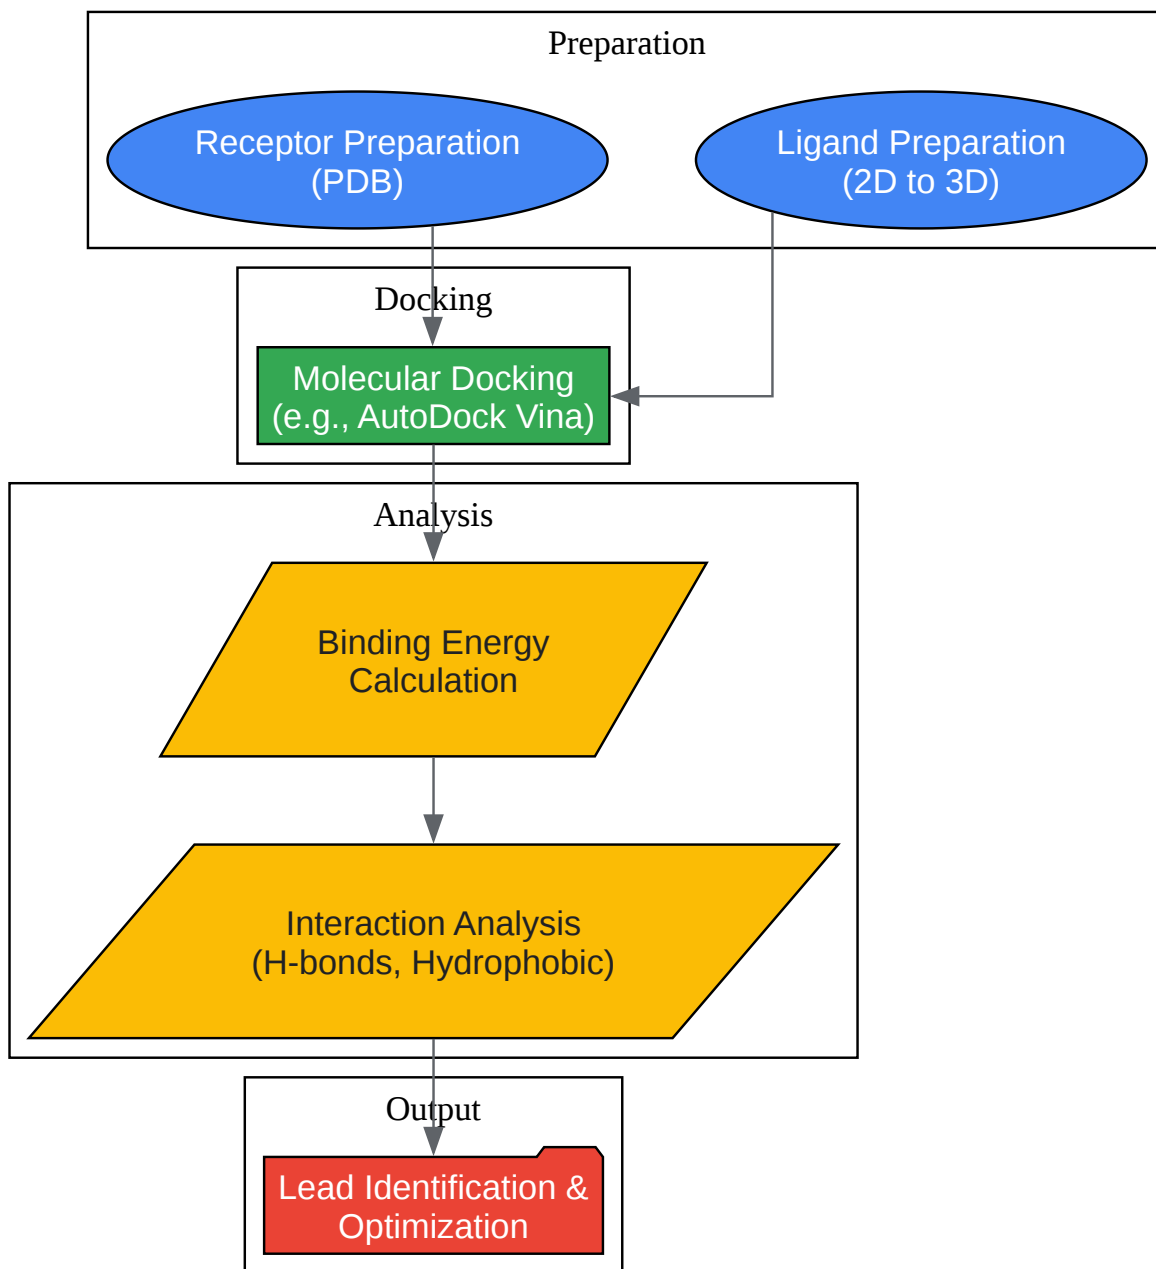 Preparation
Receptor Preparation
(PDB)
Ligand Preparation
(2D to 3D)
Docking
Molecular Docking
(e.g., AutoDock Vina)
Analysis
Binding Energy
Calculation
Interaction Analysis
(H-bonds, Hydrophobic)
Output
Lead Identification &
Optimization